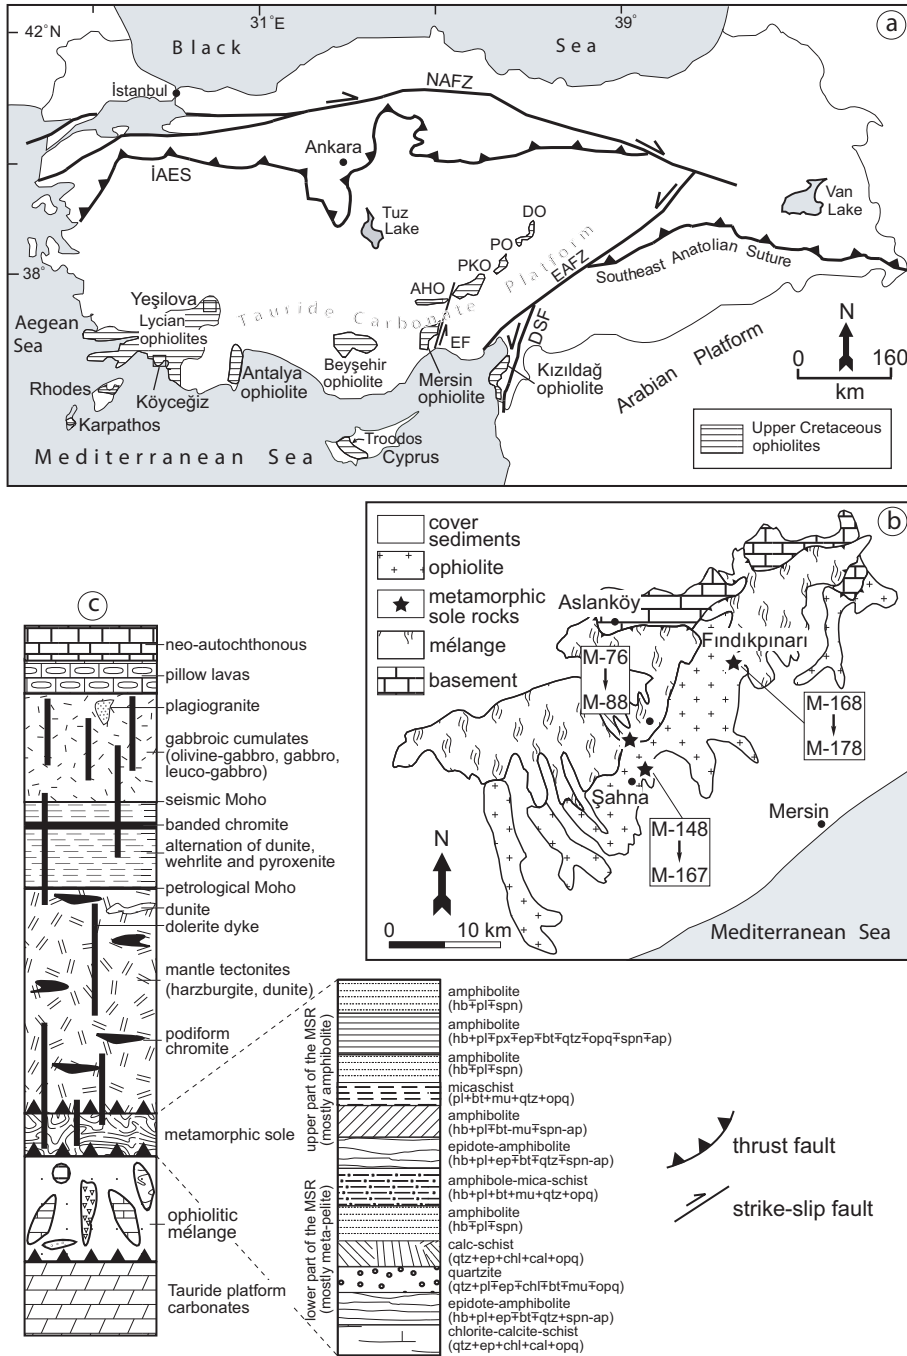 a
42°N
31°E
39°
Black Sea
İstanbul
NAFZ
Ankara
İAES
Tuz
Lake
Van
Lake
DO
PO
PKO
AHO
EF
EAFZ
DSF
Southeast Anatolian Suture
38°
Tauride Carbonate Platform
Arabian Platform
Yeşilova
Lycian
ophiolites
Aegean
Sea
Rhodes
Karpathos
Köyceğiz
Antalya
ophiolite
Beyşehir
ophiolite
Mersin
ophiolite
Kızıldağ
ophiolite
Troodos
Cyprus
Mediterranean Sea
N
0 160
km
Upper Cretaceous
ophiolites
b
cover
sediments
ophiolite
metamorphic
sole rocks
mélange
basement
Aslanköy
Fındıkpınarı
M-76
M-88
M-168
M-178
Şahna
M-148
M-167
Mersin
N
0 10 km
Mediterranean Sea
c
neo-autochthonous
pillow lavas
plagiogranite
gabbroic cumulates
(olivine-gabbro, gabbro,
leuco-gabbro)
seismic Moho
banded chromite
alternation of dunite,
wehrlite and pyroxenite
petrological Moho
dunite
dolerite dyke
mantle tectonites
(harzburgite, dunite)
podiform
chromite
metamorphic sole
ophiolitic
mélange
Tauride platform
carbonates
upper part of the MSR
(mostly amphibolite)
lower part of the MSR
(mostly meta-pelite)
amphibolite
(hb∓pl∓spn)
amphibolite
(hb+pl∓px∓ep∓bt∓qtz∓opq∓spn∓ap)
amphibolite
(hb∓pl∓spn)
micaschist
(pl+bt+mu+qtz+opq)
amphibolite
(hb+pl∓bt-mu∓spn-ap)
epidote-amphibolite
(hb+pl+ep∓bt∓qtz∓spn-ap)
amphibole-mica-schist
(hb+pl+bt+mu+qtz+opq)
amphibolite
(hb∓pl∓spn)
calc-schist
(qtz+ep+chl+cal+opq)
quartzite
(qtz+pl∓ep∓chl∓bt∓mu∓opq)
epidote-amphibolite
(hb+pl+ep∓bt∓qtz+spn-ap)
chlorite-calcite-schist
(qtz+ep+chl+cal+opq)
thrust fault
strike-slip fault